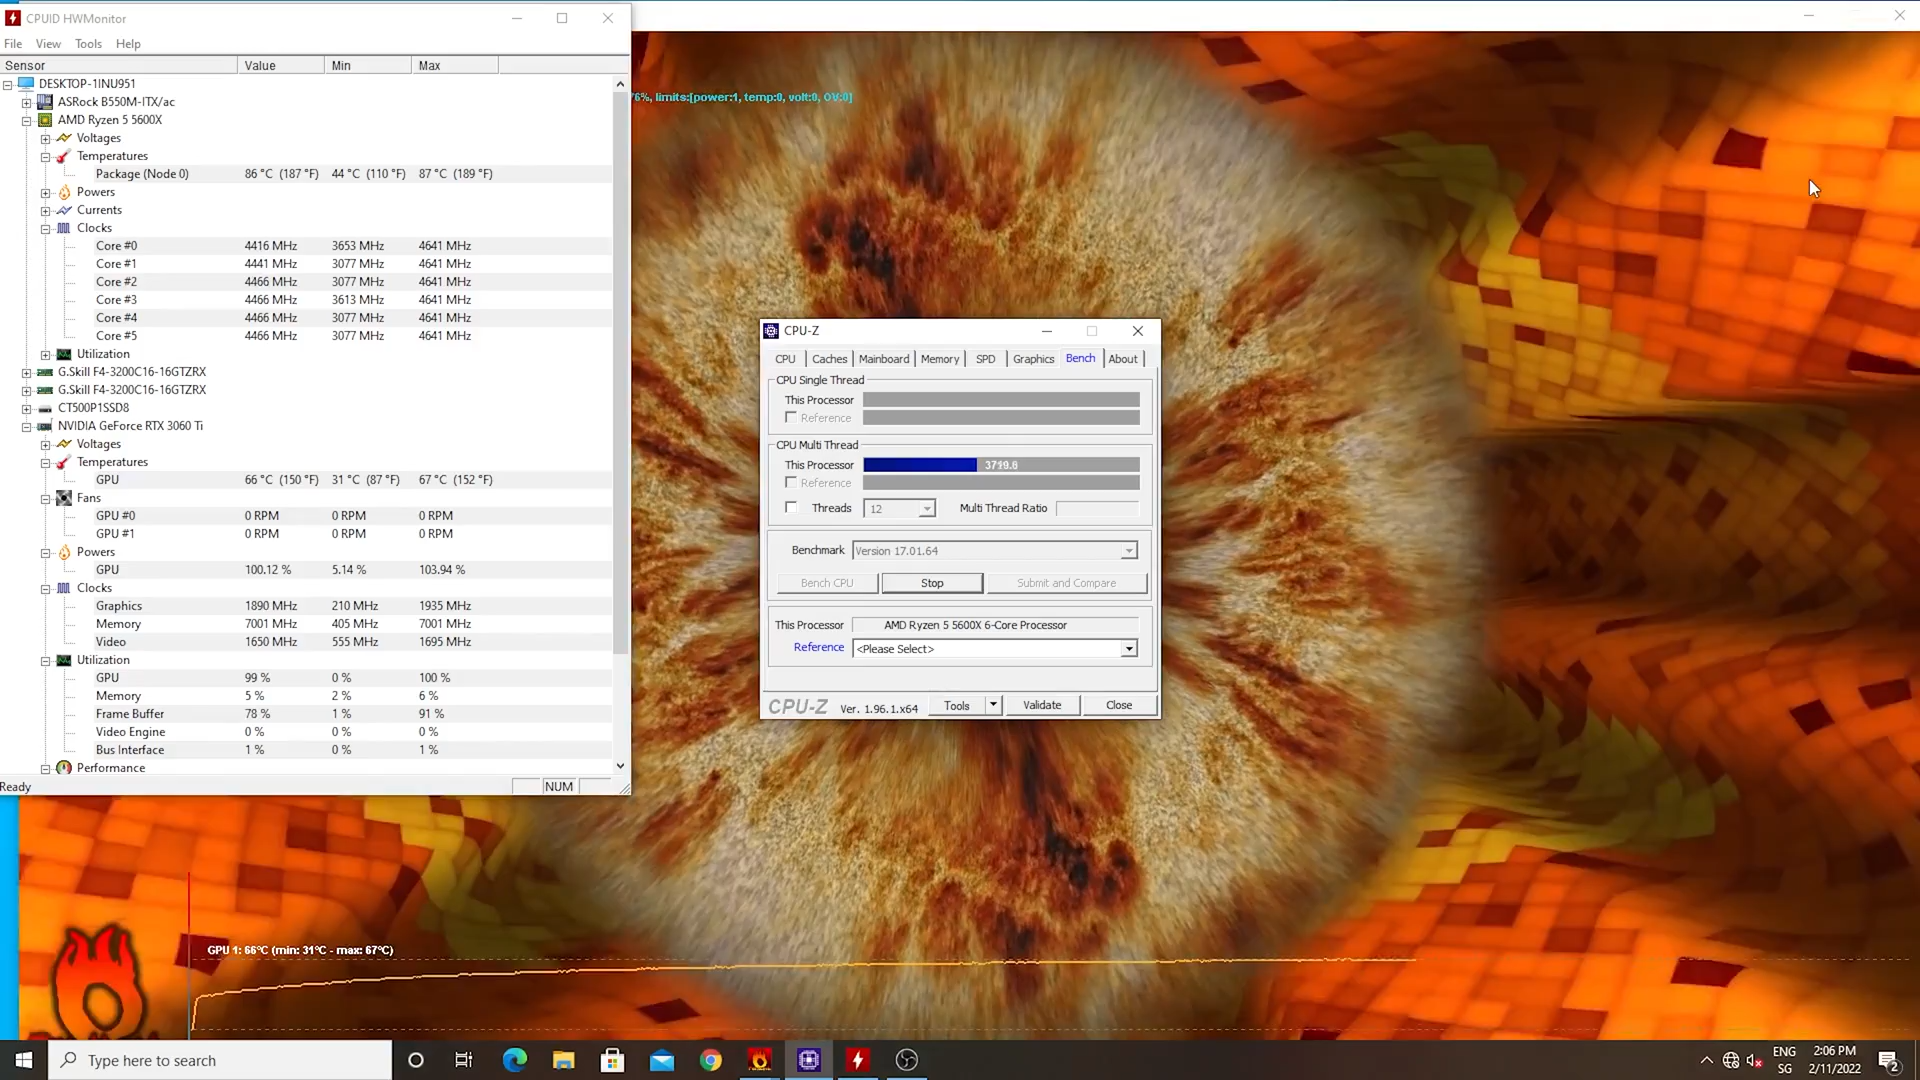 CPUID HWMonitor
File View Tools Help
Sensor Value Min Max
DESKTOP-1INU951
ASRock B550M-ITX/ac
AMD Ryzen 5 5600X
Voltages
Temperatures
Package (Node 0) 86 °C (187 °F) 44 °C (110 °F) 87 °C (189 °F)
Powers
Currents
Clocks
Core #0 4416 MHz 3653 MHz 4641 MHz
Core #1 4441 MHz 3077 MHz 4641 MHz
Core #2 4466 MHz 3077 MHz 4641 MHz
Core #3 4466 MHz 3613 MHz 4641 MHz
Core #4 4466 MHz 3077 MHz 4641 MHz
Core #5 4466 MHz 3077 MHz 4641 MHz
Utilization
G.Skill F4-3200C16-16GTZRX
G.Skill F4-3200C16-16GTZRX
CT500P1SSD8
NVIDIA GeForce RTX 3060 Ti
Voltages
Temperatures
GPU 66 °C (150 °F) 31 °C (87 °F) 67 °C (152 °F)
Fans
GPU #0 0 RPM 0 RPM 0 RPM
GPU #1 0 RPM 0 RPM 0 RPM
Powers
GPU 100.12 % 5.14 % 103.94 %
Clocks
Graphics 1890 MHz 210 MHz 1935 MHz
Memory 7001 MHz 405 MHz 7001 MHz
Video 1650 MHz 555 MHz 1695 MHz
Utilization
GPU 99 % 0 % 100 %
Memory 5 % 2 % 6 %
Frame Buffer 78 % 1 % 91 %
Video Engine 0 % 0 % 0 %
Bus Interface 1 % 0 % 1 %
Performance
Ready NUM
limits:[power:1, temp:0, volt:0, OV:0]
CPU-Z
CPU Caches Mainboard Memory SPD Graphics Bench About
CPU Single Thread
This Processor
Reference
CPU Multi Thread
This Processor
Reference
Threads 12 Multi Thread Ratio
Benchmark Version 17.01.64
Bench CPU Stop Submit and Compare
This Processor AMD Ryzen 5 5600X 6-Core Processor
Reference <Please Select>
CPU-Z Ver. 1.96.1.x64 Tools Validate Close
GPU 1: 66°C (min: 31°C - max: 67°C)
Type here to search
ENG
SG
2:06 PM
2/11/2022
2